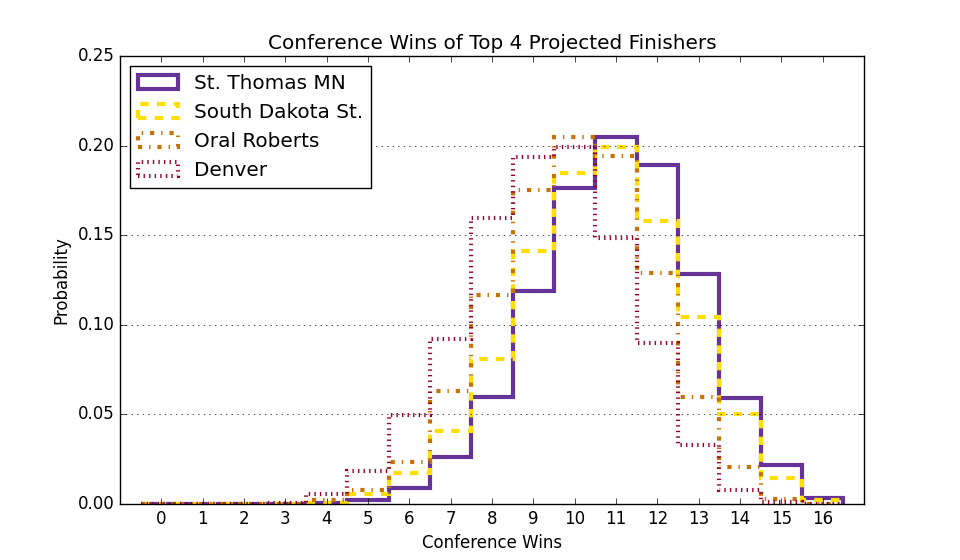 Conference Wins of Top 4 Projected Finishers
0.25
0.20
0.15
0.10
0.05
0.00
Probability
St. Thomas MN
South Dakota St.
Oral Roberts
Denver
0 1 2 3 4 5 6 7 8 9 10 11 12 13 14 15 16
Conference Wins